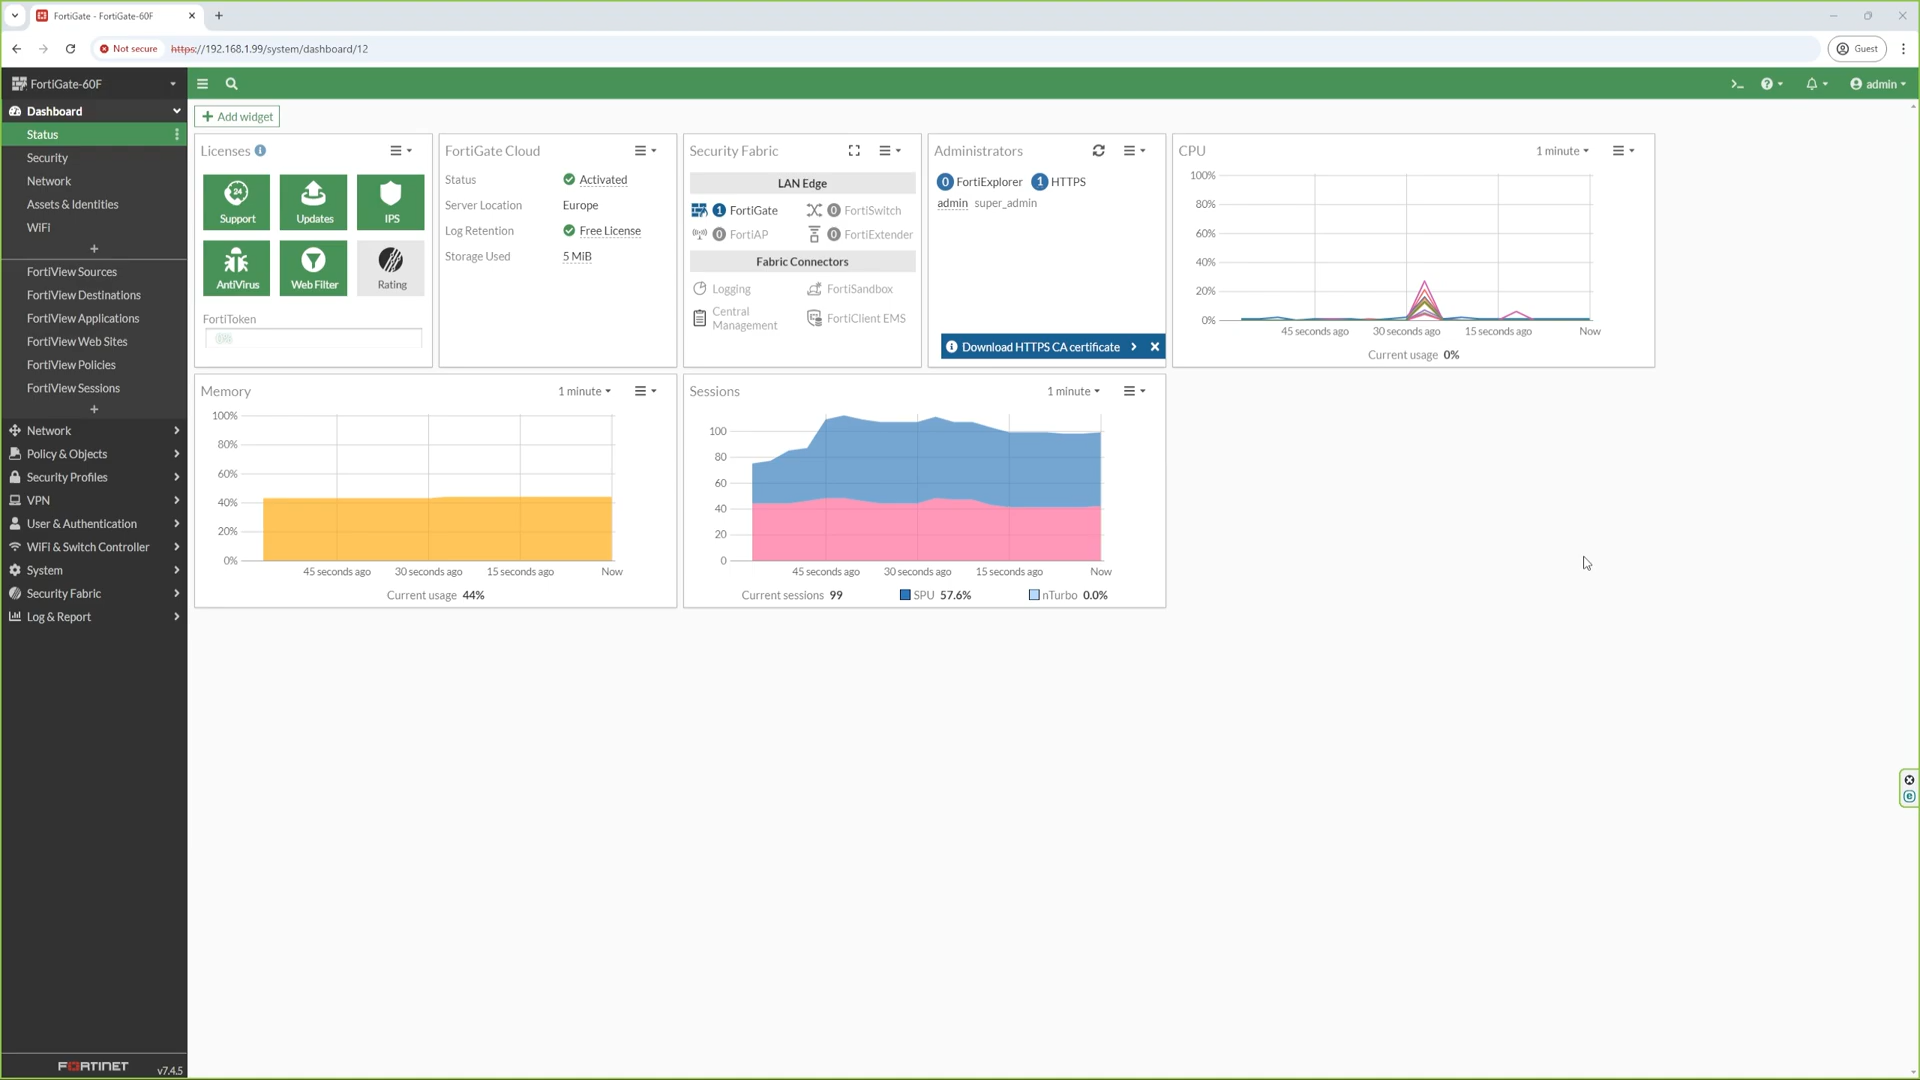 FortiGate - FortiGate-60F
Not secure
https://192.168.1.99/system/dashboard/12
Guest
FortiGate-60F
admin
Dashboard
Status
Security
Network
Assets & Identities
WiFi
FortiView Sources
FortiView Destinations
FortiView Applications
FortiView Web Sites
FortiView Policies
FortiView Sessions
Network
Policy & Objects
Security Profiles
VPN
User & Authentication
WiFi & Switch Controller
System
Security Fabric
Log & Report
FORTINET
v7.4.5
Add widget
Licenses
24
Support
Updates
IPS
AntiVirus
Web Filter
Rating
FortiToken
0%
FortiGate Cloud
Status Activated
Server Location Europe
Log Retention Free License
Storage Used 5 MiB
Security Fabric
LAN Edge
1 FortiGate 0 FortiSwitch
0 FortiAP 0 FortiExtender
Fabric Connectors
Logging FortiSandbox
Central Management FortiClient EMS
Administrators
0 FortiExplorer 1 HTTPS
admin super_admin
Download HTTPS CA certificate
CPU
1 minute
100%
80%
60%
40%
20%
0%
45 seconds ago 30 seconds ago 15 seconds ago Now
Current usage 0%
Memory
1 minute
100%
80%
60%
40%
20%
0%
45 seconds ago 30 seconds ago 15 seconds ago Now
Current usage 44%
Sessions
1 minute
100
80
60
40
20
0
45 seconds ago 30 seconds ago 15 seconds ago Now
Current sessions 99 SPU 57.6% nTurbo 0.0%